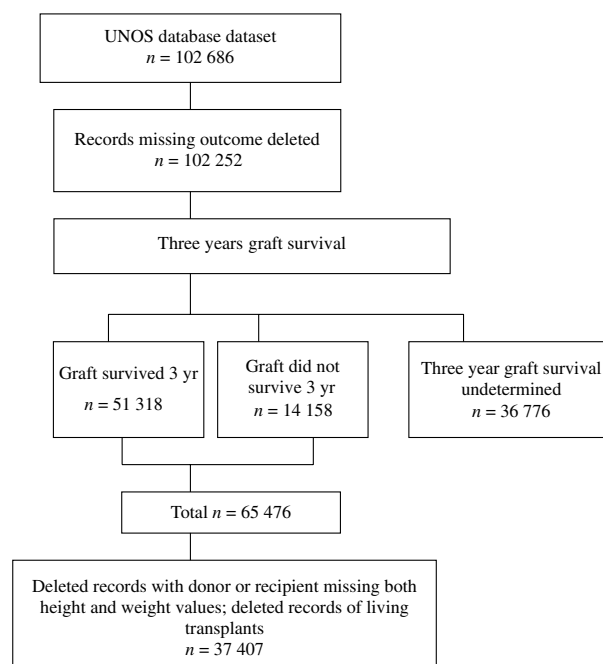 UNOS database dataset
n = 102 686
Records missing outcome deleted
n = 102 252
Three years graft survival
Graft survived 3 yr
n = 51 318
Graft did not
survive 3 yr
n = 14 158
Three year graft survival
undetermined
n = 36 776
Total n = 65 476
Deleted records with donor or recipient missing both
height and weight values; deleted records of living
transplants
n = 37 407